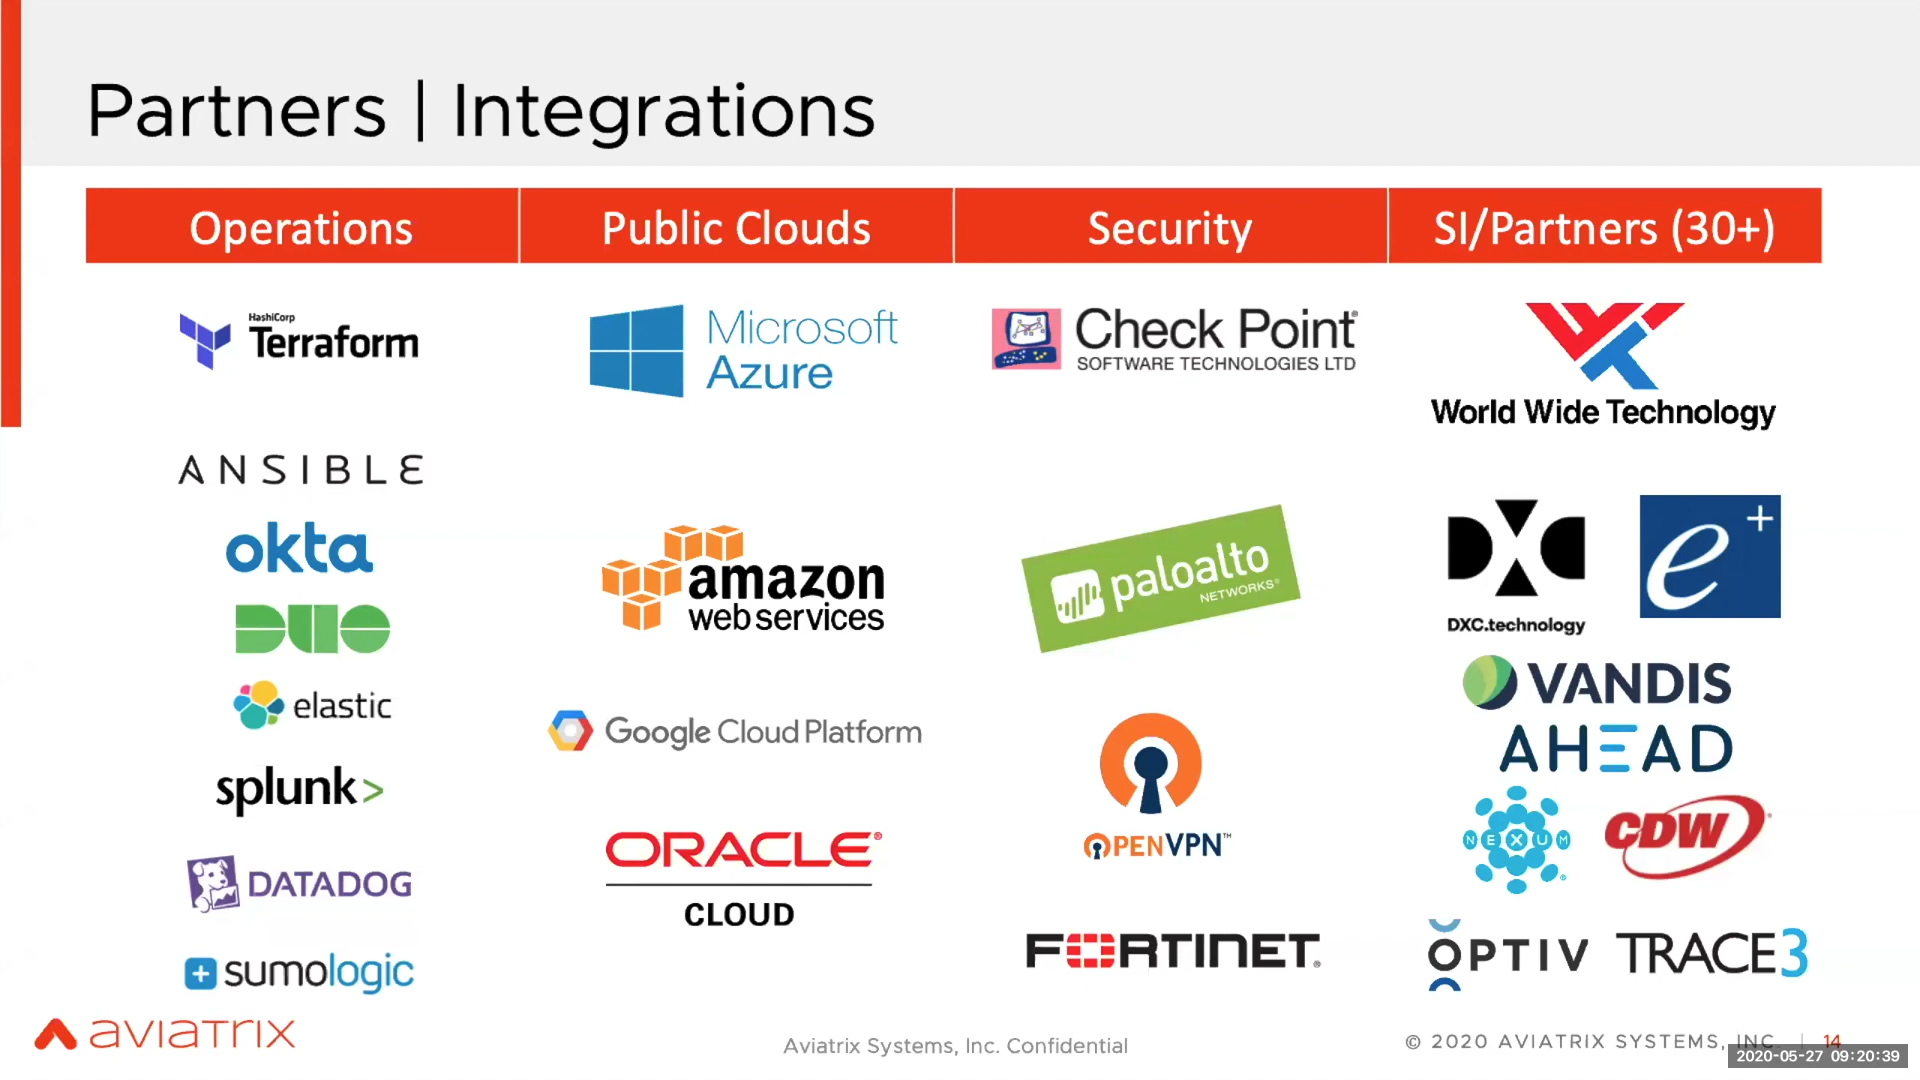 Partners | Integrations
Operations
Public Clouds
Security
SI/Partners (30+)
HashiCorp
Terraform
ANSIBLE
okta
DUO
elastic
splunk>
DATADOG
sumologic
Microsoft
Azure
amazon
web services
Google Cloud Platform
ORACLE®
CLOUD
Check Point®
SOFTWARE TECHNOLOGIES LTD
paloalto
NETWORKS®
OPENVPN™
FORTINET®
World Wide Technology
DXC.technology
e+
VANDIS
AHEAD
NEXUM®
CDW®
OPTIV
TRACE3
aviatrix
Aviatrix Systems, Inc. Confidential
© 2020 AVIATRIX SYSTEMS, INC. | 14
2020-05-27 09:20:39